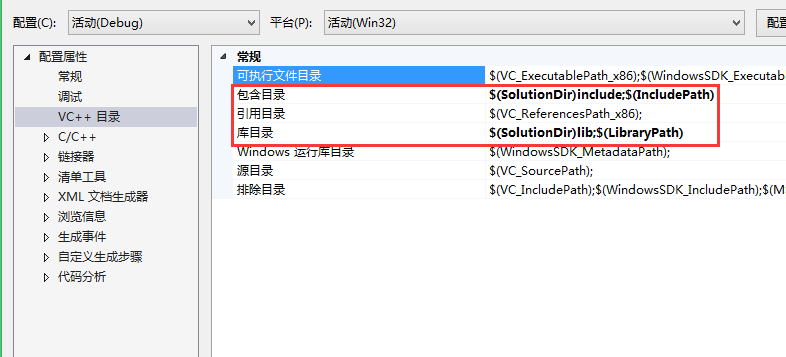 配置(C): 活动(Debug) 平台(P): 活动(Win32) 配
配置属性
常规
调试
VC++ 目录
C/C++
链接器
清单工具
XML 文档生成器
浏览信息
生成事件
自定义生成步骤
代码分析
常规
可执行文件目录 $(VC_ExecutablePath_x86);$(WindowsSDK_Executab
包含目录 $(SolutionDir)include;$(IncludePath)
引用目录 $(VC_ReferencesPath_x86);
库目录 $(SolutionDir)lib;$(LibraryPath)
Windows 运行库目录 $(WindowsSDK_MetadataPath);
源目录 $(VC_SourcePath);
排除目录 $(VC_IncludePath);$(WindowsSDK_IncludePath);$(M